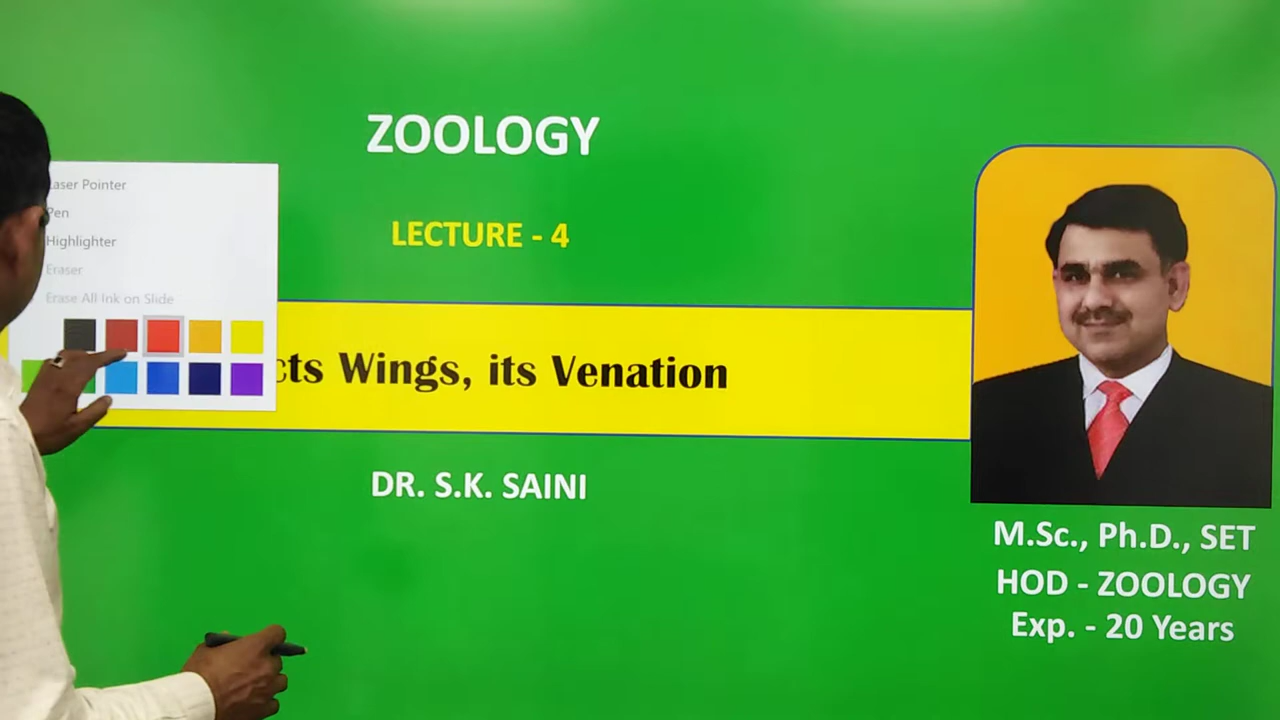 ZOOLOGY
LECTURE - 4
Laser Pointer
Pen
Highlighter
Eraser
Erase All Ink on Slide
Wings, its Venation
DR. S.K. SAINI
M.Sc., Ph.D., SET
HOD - ZOOLOGY
Exp. - 20 Years